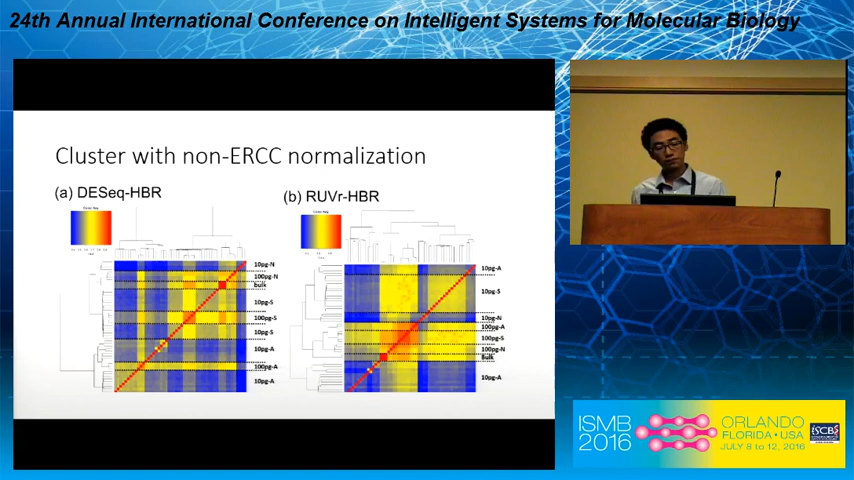 24th Annual International Conference on Intelligent Systems for Molecular Biology
Cluster with non-ERCC normalization
(a) DESeq-HBR
(b) RUVr-HBR
10pg-N
100pg-N
bulk
10pg-S
100pg-S
10pg-S
10pg-A
100pg-A
10pg-A
10pg-A
10pg-S
10pg-N
100pg-A
100pg-S
100pg-N
Bulk
10pg-A
ISMB
2016
ORLANDO
FLORIDA • USA
JULY 8 to 12, 2016
ISCB